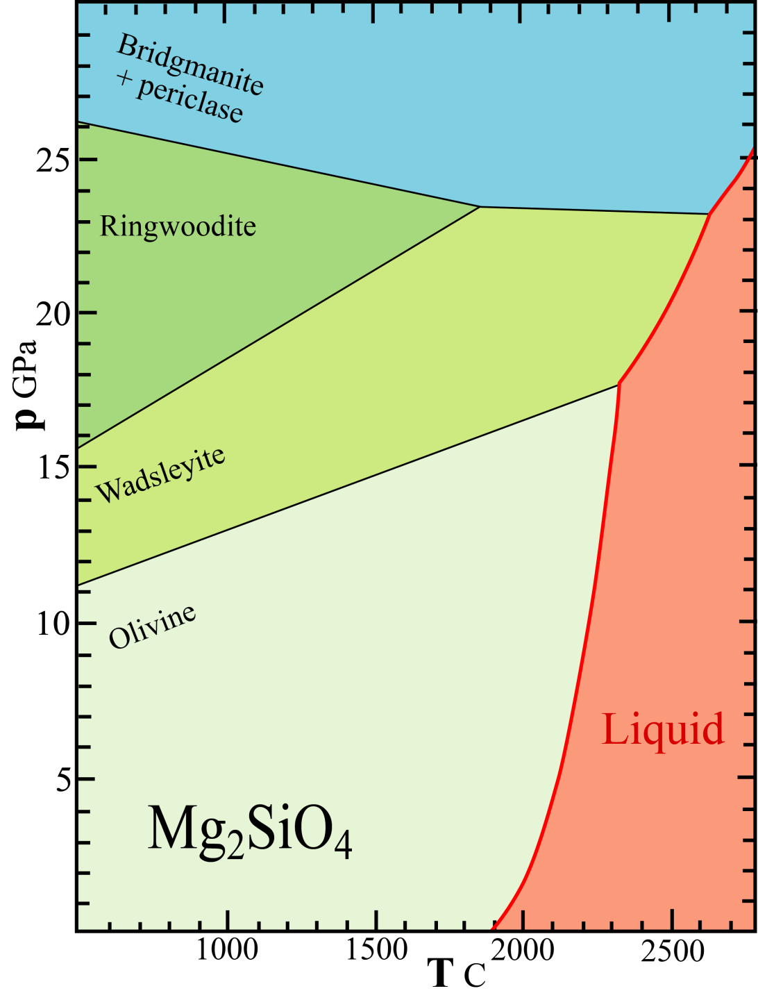 Bridgmanite
+ periclase
25
Ringwoodite
20
p GPa
15
Wadsleyite
10
Olivine
Liquid
5
Mg₂SiO₄
1000 1500 2000 2500
T C